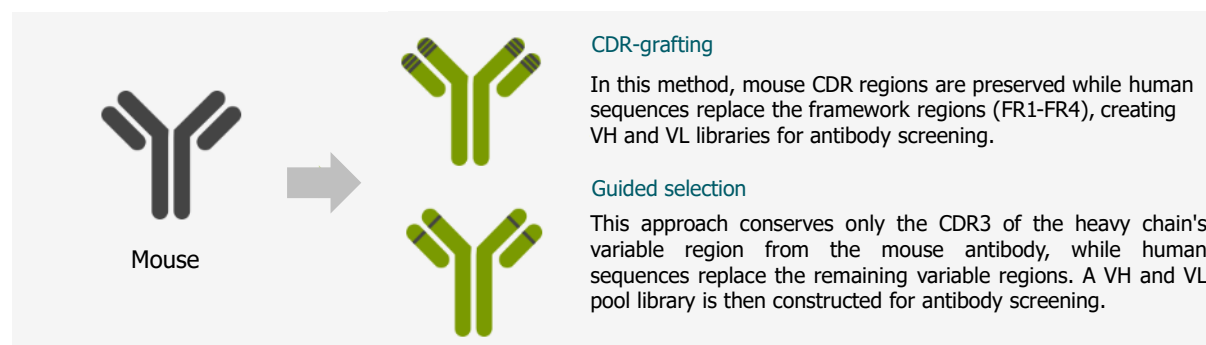 Mouse
CDR-grafting
In this method, mouse CDR regions are preserved while human
sequences replace the framework regions (FR1-FR4), creating
VH and VL libraries for antibody screening.
Guided selection
This approach conserves only the CDR3 of the heavy chain's
variable region from the mouse antibody, while human
sequences replace the remaining variable regions. A VH and VL
pool library is then constructed for antibody screening.